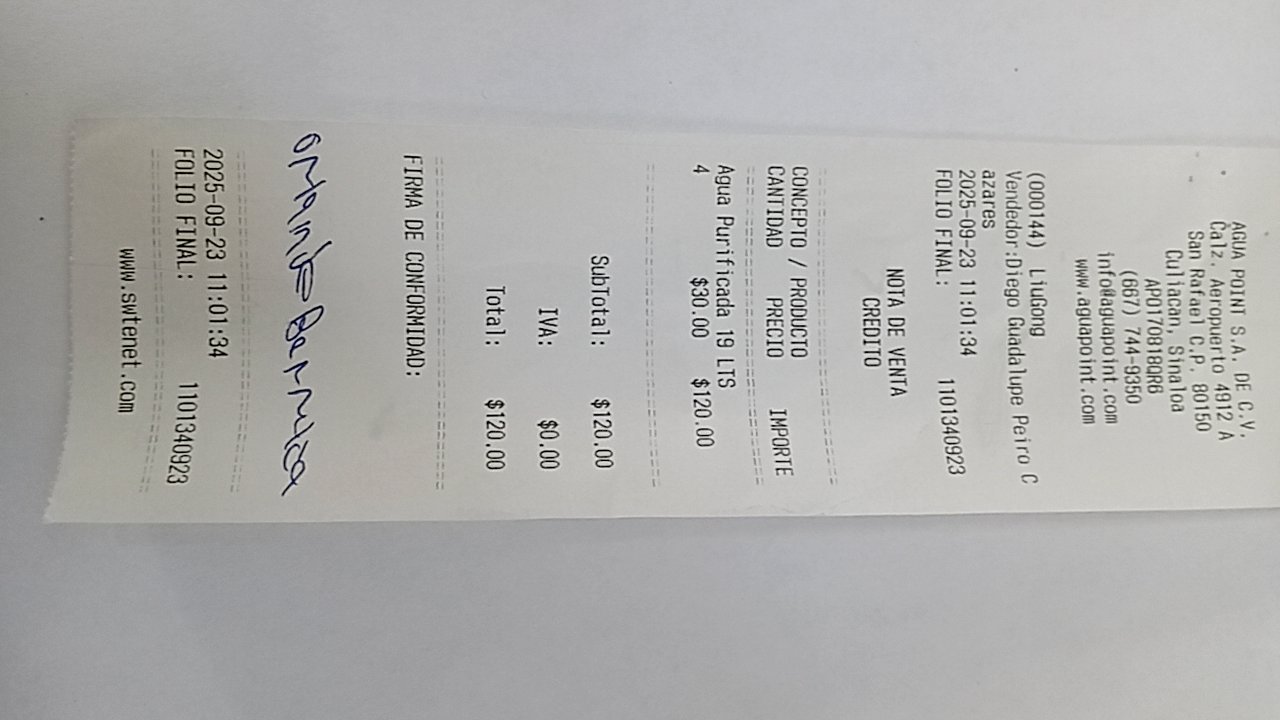 AGUA POINT S.A. DE C.V.
Calz. Aeropuerto 4912 A
San Rafael C.P. 80150
Culiacan, Sinaloa
APO170818QR6
(667) 744-9350
info@aguapoint.com
www.aguapoint.com
(000144) LiuGong
Vendedor:Diego Guadalupe Peiro C
azares
2025-09-23 11:01:34
FOLIO FINAL: 1101340923
NOTA DE VENTA
CREDITO
CONCEPTO / PRODUCTO
CANTIDAD PRECIO IMPORTE
Agua Purificada 19 LTS
4 $30.00 $120.00
SubTotal: $120.00
IVA: $0.00
Total: $120.00
FIRMA DE CONFORMIDAD:
2025-09-23 11:01:34
FOLIO FINAL: 1101340923
www.swtenet.com